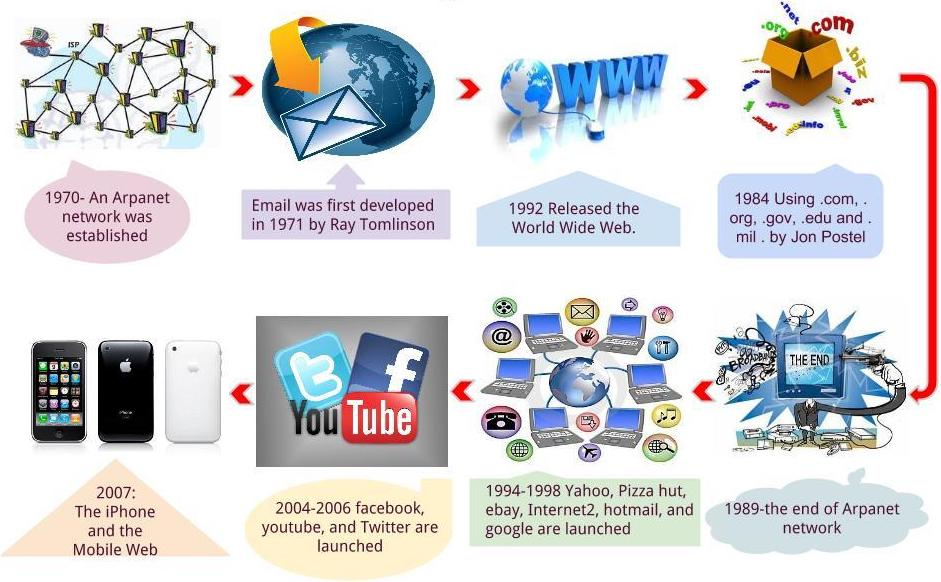 ISP
www
.net
.org
.com
.biz
.pro
.info
1970- An Arpanet
network was
established
Email was first developed
in 1971 by Ray Tomlinson
1992 Released the
World Wide Web.
1984 Using .com, .
org, .gov, .edu and .
mil . by Jon Postel
THE END
@
You Tube
iPhone
2007:
The iPhone
and the
Mobile Web
2004-2006 facebook,
youtube, and Twitter are
launched
1994-1998 Yahoo, Pizza hut,
ebay, Internet2, hotmail, and
google are launched
1989-the end of Arpanet
network